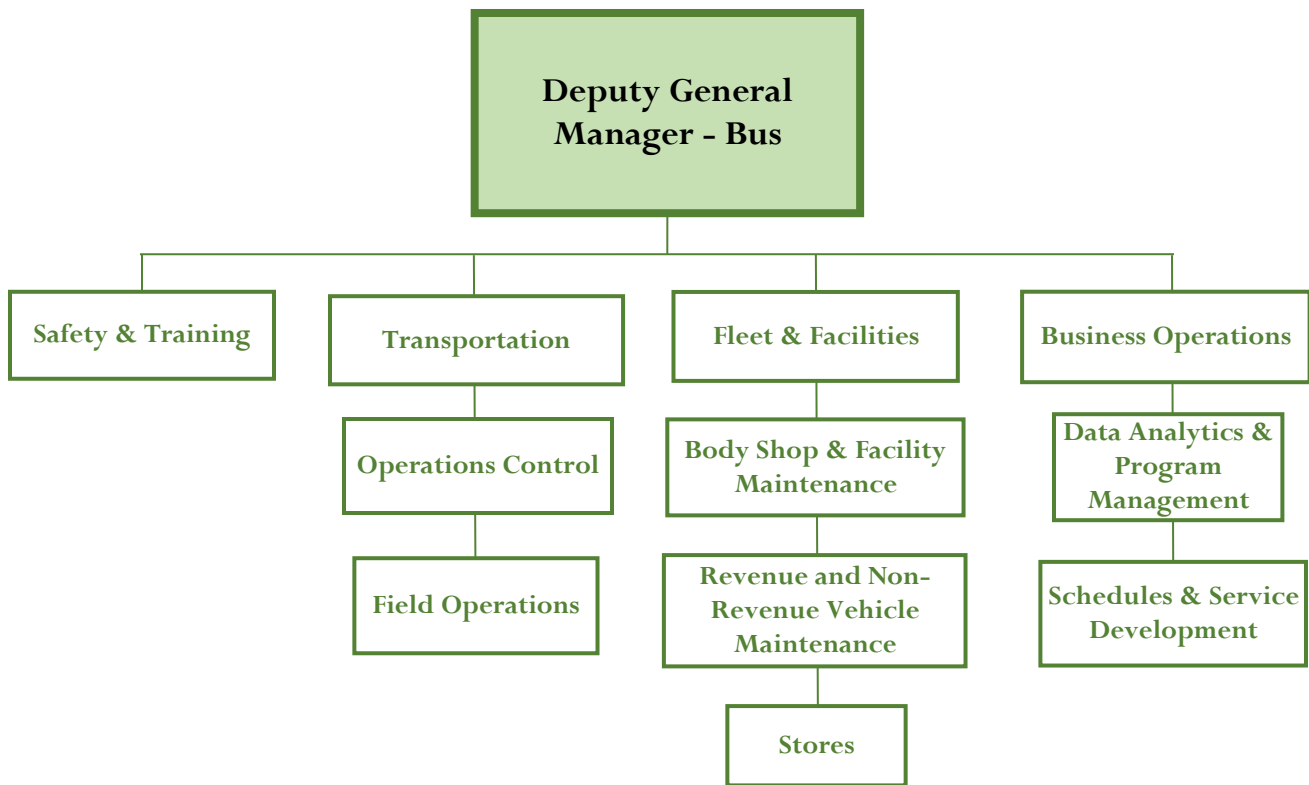 Deputy General
Manager - Bus
Safety & Training
Transportation
Fleet & Facilities
Business Operations
Operations Control
Body Shop & Facility
Maintenance
Data Analytics &
Program
Management
Field Operations
Revenue and Non-
Revenue Vehicle
Maintenance
Schedules & Service
Development
Stores